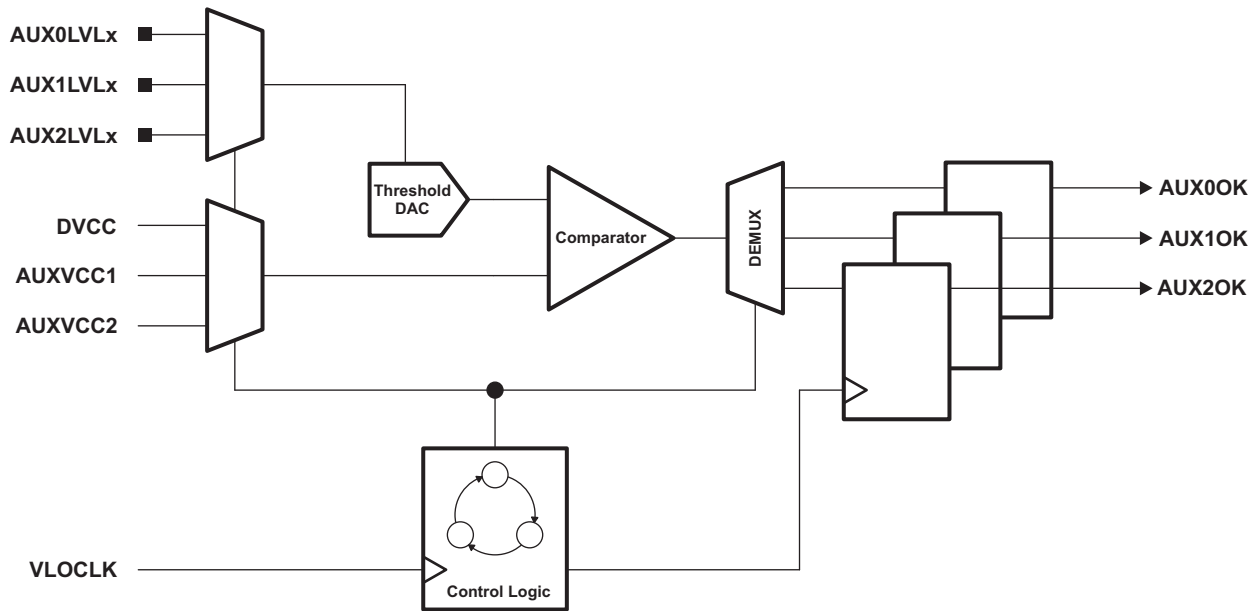 AUX0LVLx
AUX1LVLx
AUX2LVLx
Threshold
DAC
AUX0OK
DVCC
Comparator
DEMUX
AUX1OK
AUXVCC1
AUX2OK
AUXVCC2
VLOCLK
Control Logic